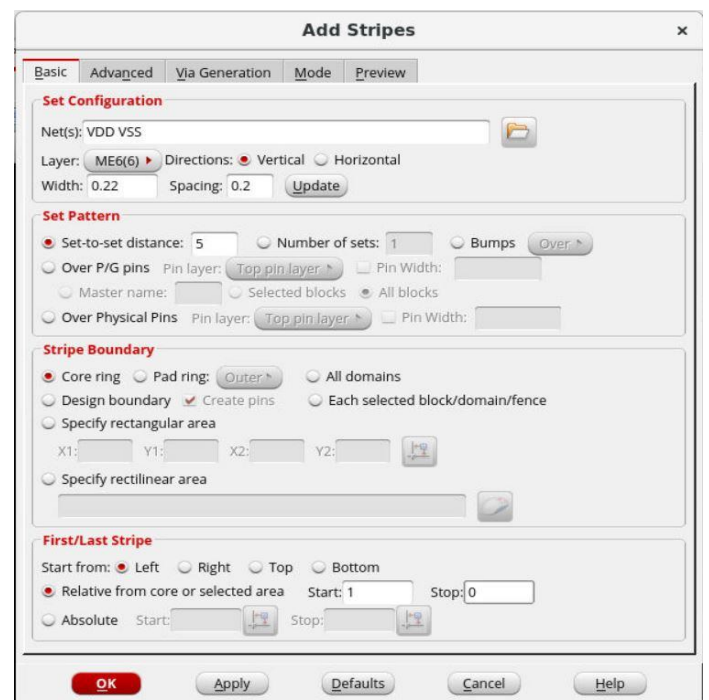 Add Stripes ×
Basic Advanced Via Generation Mode Preview
Set Configuration
Net(s): VDD VSS
Layer: ME6(6) Directions: Vertical Horizontal
Width: 0.22 Spacing: 0.2 Update
Set Pattern
Set-to-set distance: 5 Number of sets: 1 Bumps Over
Over P/G pins Pin layer: Top pin layer Pin Width:
Master name: Selected blocks All blocks
Over Physical Pins Pin layer: Top pin layer Pin Width:
Stripe Boundary
Core ring Pad ring: Outer All domains
Design boundary Create pins Each selected block/domain/fence
Specify rectangular area
X1: Y1: X2: Y2:
Specify rectilinear area
First/Last Stripe
Start from: Left Right Top Bottom
Relative from core or selected area Start: 1 Stop: 0
Absolute Start: Stop:
OK Apply Defaults Cancel Help